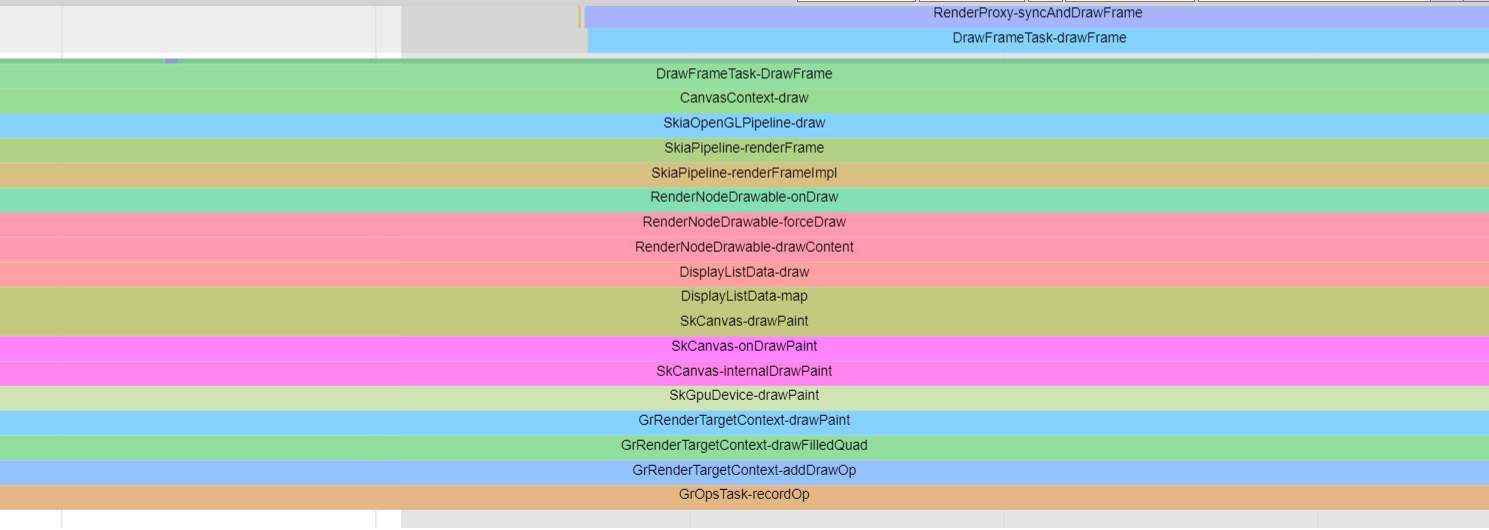 RenderProxy-syncAndDrawFrame
DrawFrameTask-drawFrame
DrawFrameTask-DrawFrame
CanvasContext-draw
SkiaOpenGLPipeline-draw
SkiaPipeline-renderFrame
SkiaPipeline-renderFrameImpl
RenderNodeDrawable-onDraw
RenderNodeDrawable-forceDraw
RenderNodeDrawable-drawContent
DisplayListData-draw
DisplayListData-map
SkCanvas-drawPaint
SkCanvas-onDrawPaint
SkCanvas-internalDrawPaint
SkGpuDevice-drawPaint
GrRenderTargetContext-drawPaint
GrRenderTargetContext-drawFilledQuad
GrRenderTargetContext-addDrawOp
GrOpsTask-recordOp